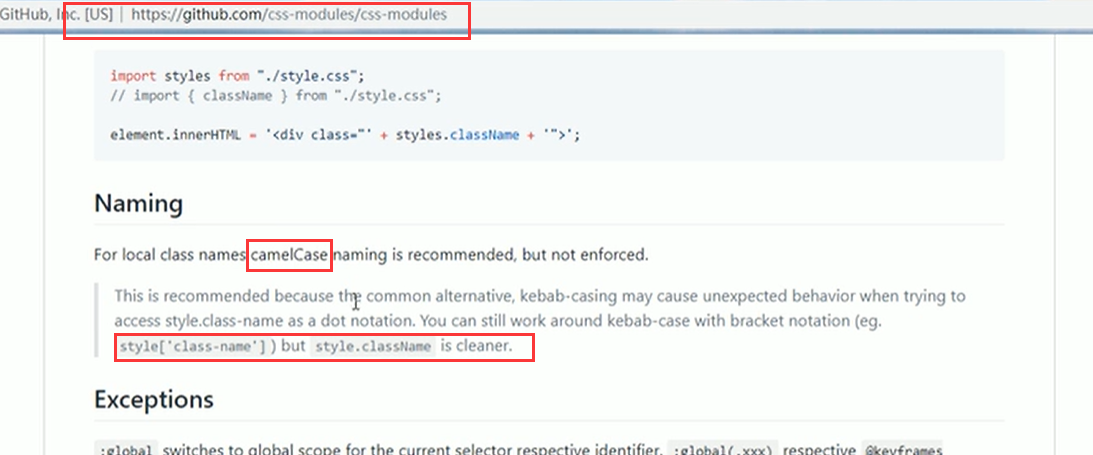 GitHub, Inc. [US] | https://github.com/css-modules/css-modules
import styles from "./style.css";
// import { className } from "./style.css";
element.innerHTML = '<div class="' + styles.className + '">';
Naming
For local class names camelCase naming is recommended, but not enforced.
This is recommended because the common alternative, kebab-casing may cause unexpected behavior when trying to
access style.class-name as a dot notation. You can still work around kebab-case with bracket notation (eg.
style['class-name'] ) but style.className is cleaner.
Exceptions
:global switches to global scope for the current selector respective identifier. :global(.xxx) respective @keyframes